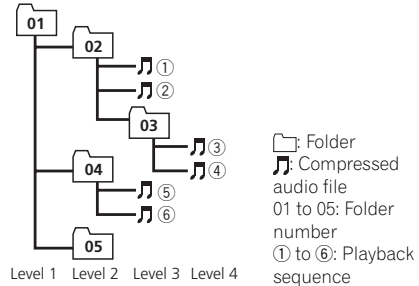 01
02
①
②
03
③
④
04
⑤
⑥
05
Level 1 Level 2 Level 3 Level 4
: Folder
: Compressed
audio file
01 to 05: Folder
number
① to ⑥: Playback
sequence